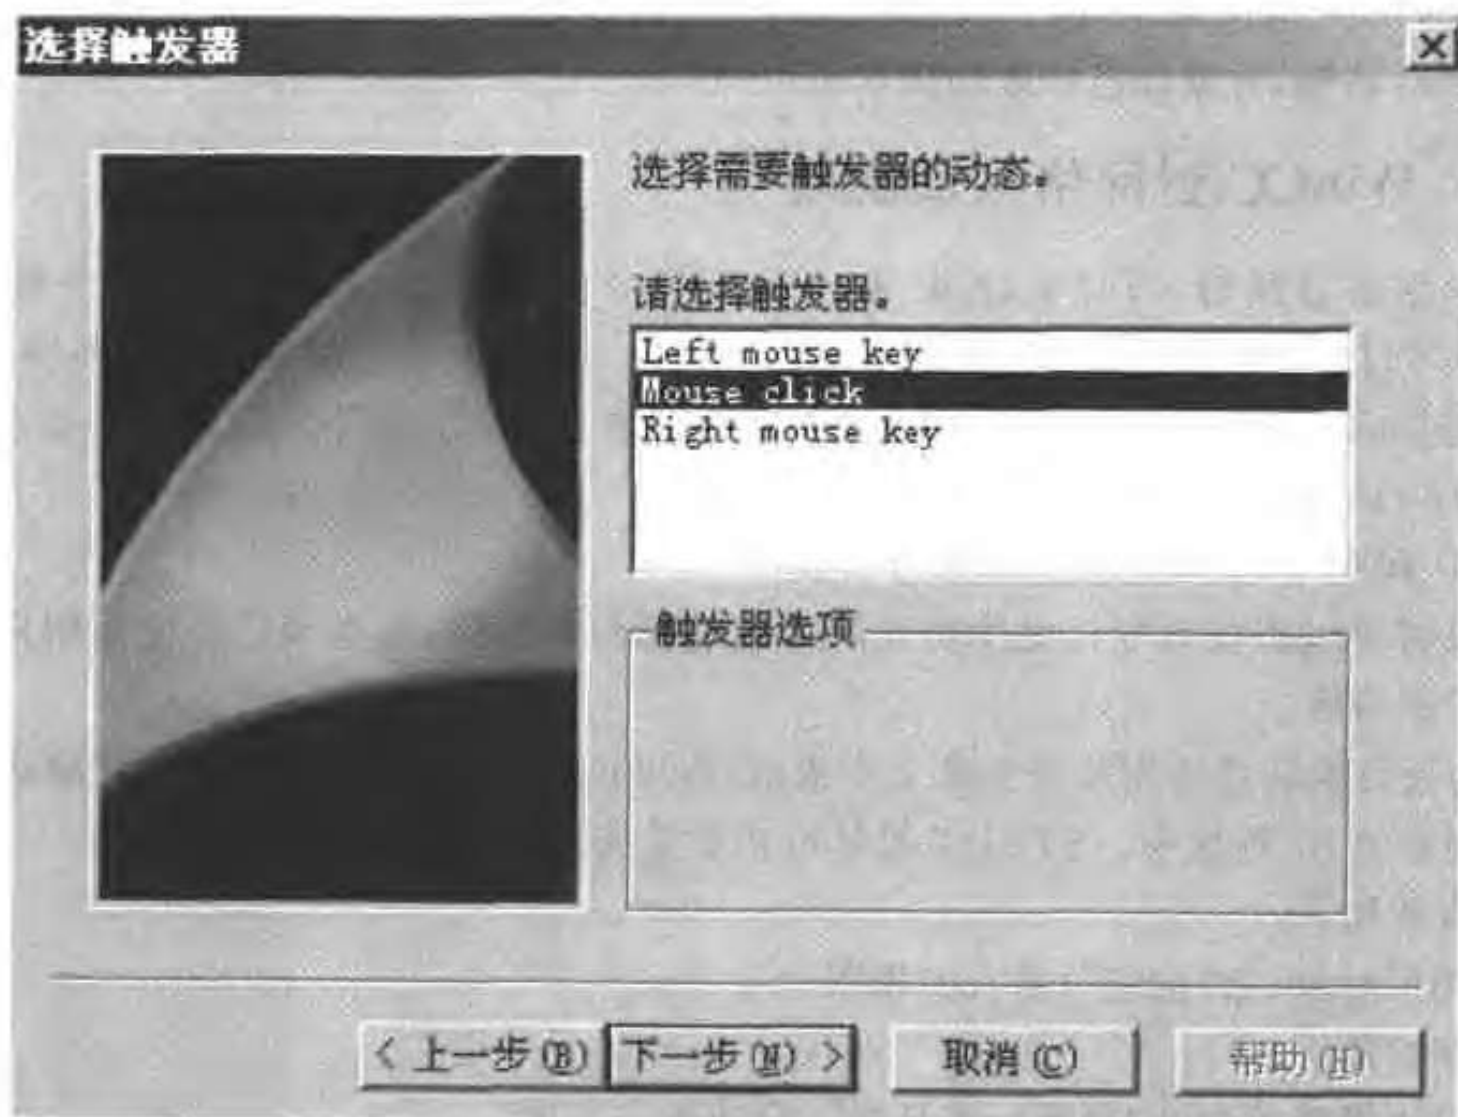 选择触发器
选择需要触发器的动态。
请选择触发器。
Left mouse key
Mouse click
Right mouse key
触发器选项
< 上一步(B)
下一步(N) >
取消(C)
帮助(H)